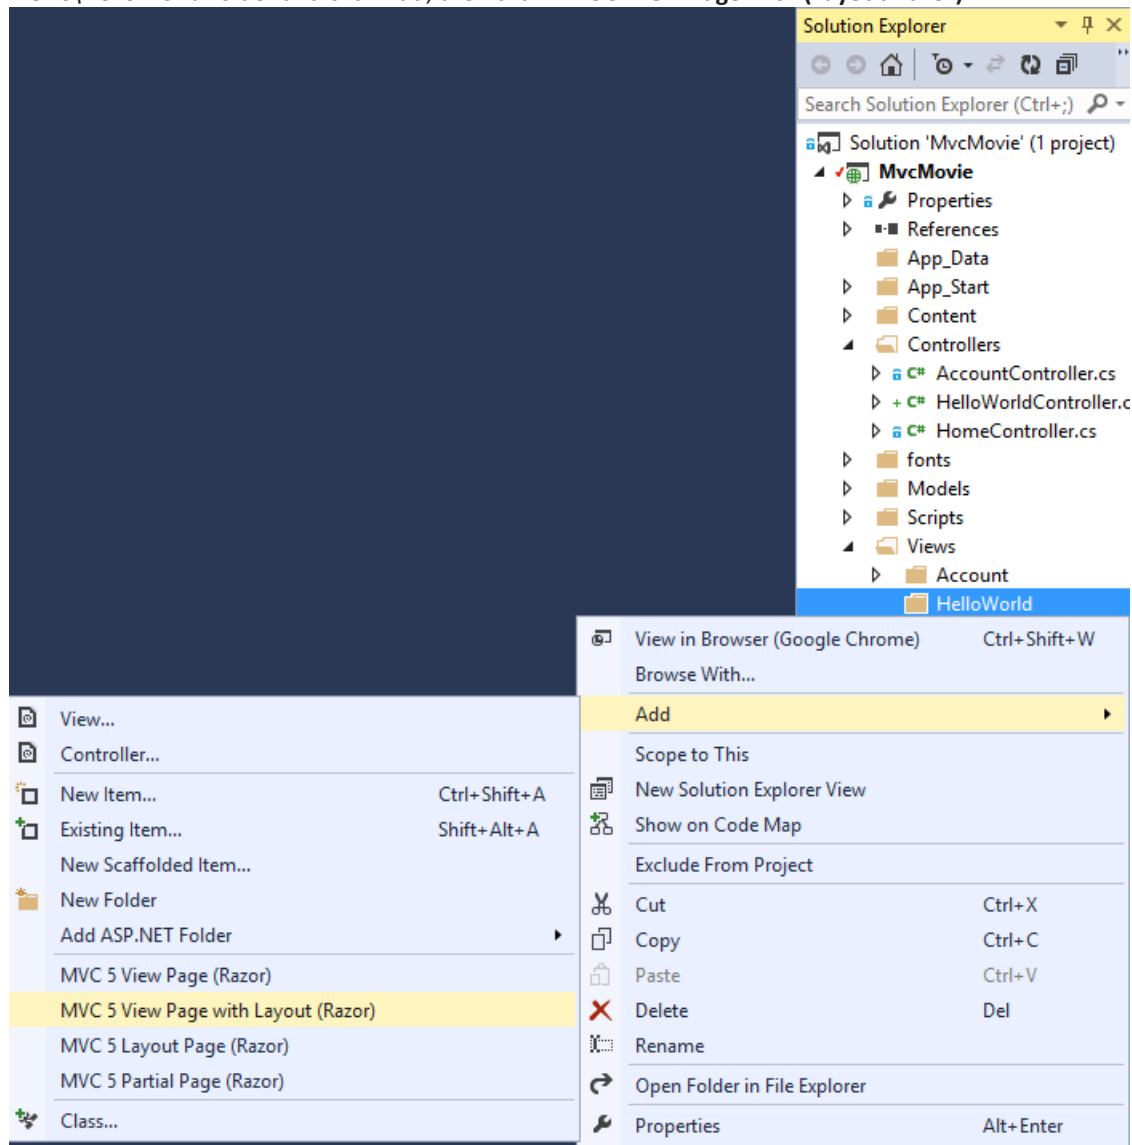 Solution Explorer
Search Solution Explorer (Ctrl+;)
Solution 'MvcMovie' (1 project)
MvcMovie
Properties
References
App_Data
App_Start
Content
Controllers
C# AccountController.cs
+ C# HelloWorldController.c
C# HomeController.cs
fonts
Models
Scripts
Views
Account
HelloWorld
View in Browser (Google Chrome) Ctrl+Shift+W
Browse With...
Add
Scope to This
New Solution Explorer View
Show on Code Map
Exclude From Project
Cut Ctrl+X
Copy Ctrl+C
Paste Ctrl+V
Delete Del
Rename
Open Folder in File Explorer
Properties Alt+Enter
View...
Controller...
New Item... Ctrl+Shift+A
Existing Item... Shift+Alt+A
New Scaffolded Item...
New Folder
Add ASP.NET Folder
MVC 5 View Page (Razor)
MVC 5 View Page with Layout (Razor)
MVC 5 Layout Page (Razor)
MVC 5 Partial Page (Razor)
Class...